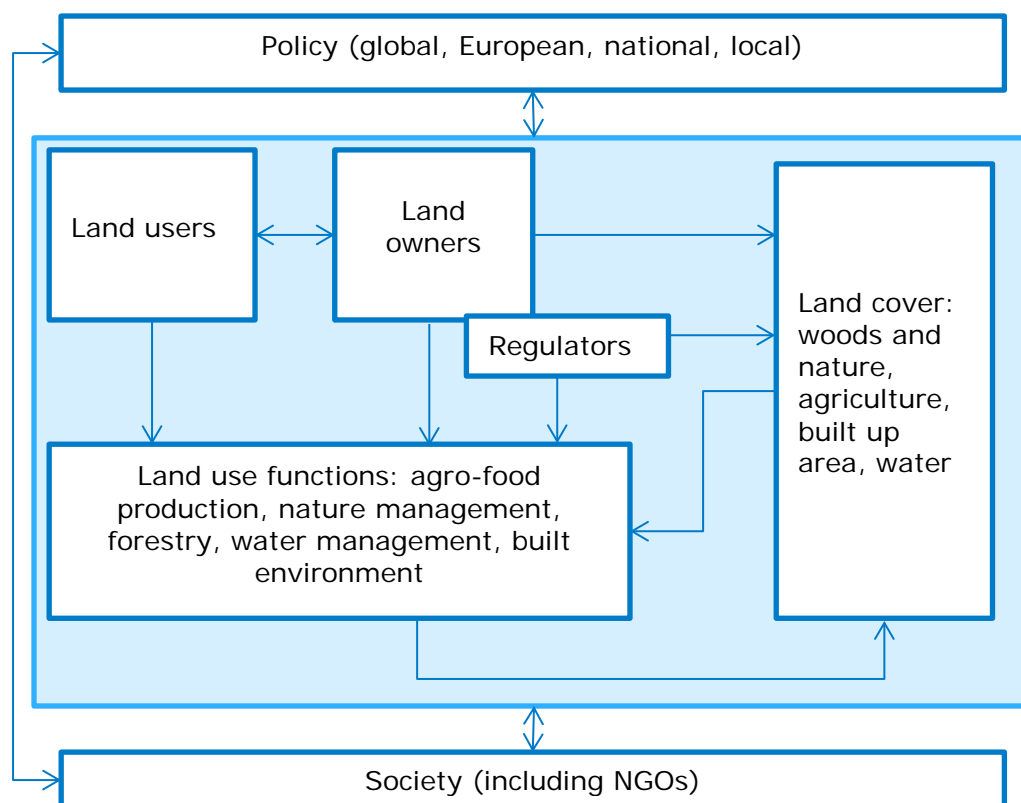 Policy (global, European, national, local)
Land users
Land
owners
Regulators
Land cover:
woods and
nature,
agriculture,
built up
area, water
Land use functions: agro-food
production, nature management,
forestry, water management, built
environment
Society (including NGOs)